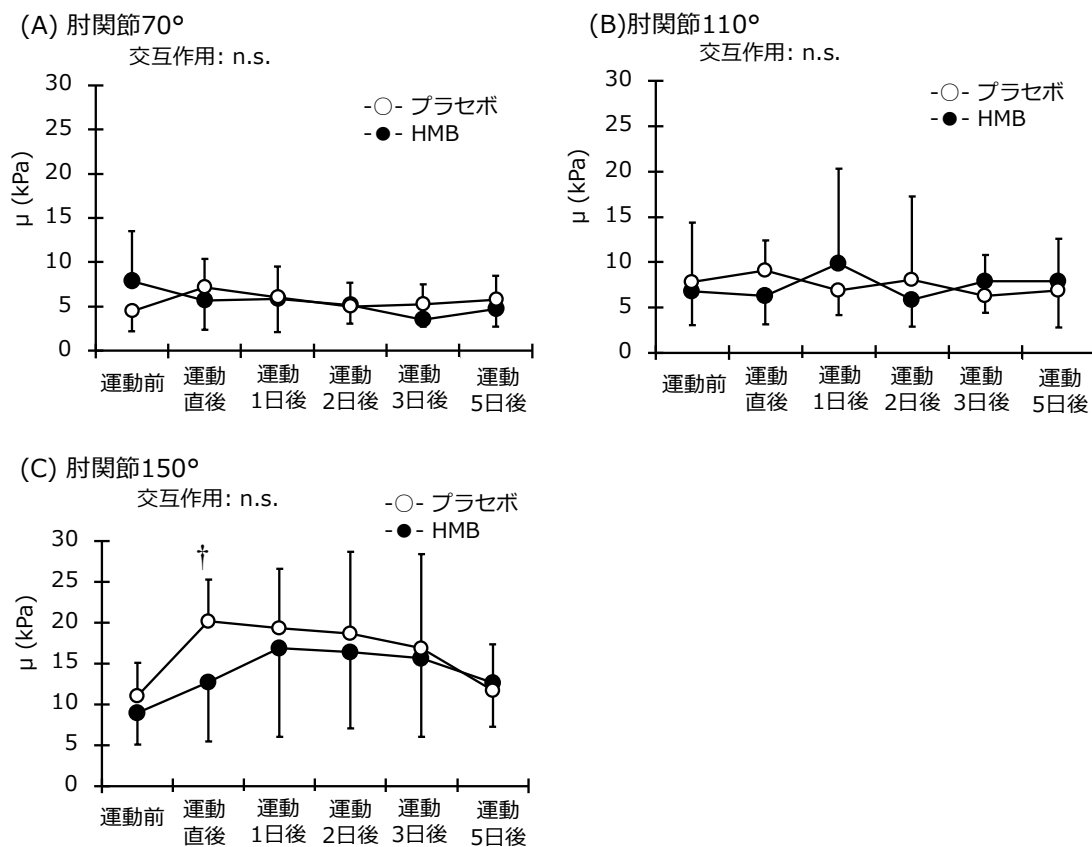 (A) 肘関節70°
交互作用: n.s.
-○- プラセボ
-●- HMB
μ (kPa)
30
25
20
15
10
5
0
運動前
運動
直後
運動
1日後
運動
2日後
運動
3日後
運動
5日後
(B)肘関節110°
交互作用: n.s.
-○- プラセボ
-●- HMB
μ (kPa)
30
25
20
15
10
5
0
運動前
運動
直後
運動
1日後
運動
2日後
運動
3日後
運動
5日後
(C) 肘関節150°
交互作用: n.s.
-○- プラセボ
-●- HMB
†
μ (kPa)
30
25
20
15
10
5
0
運動前
運動
直後
運動
1日後
運動
2日後
運動
3日後
運動
5日後